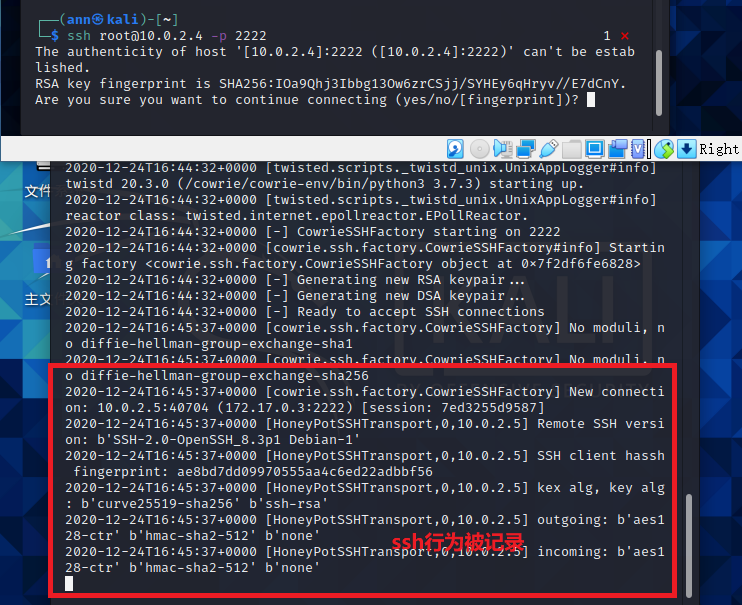 ┌──(ann㉿kali)-[~]
└─$ ssh root@10.0.2.4 -p 2222 1 ⨯
The authenticity of host '[10.0.2.4]:2222 ([10.0.2.4]:2222)' can't be estab
lished.
RSA key fingerprint is SHA256:IOa9Qhj3Ibbg13Ow6zrCSjj/SYHEy6qHryv//E7dCnY.
Are you sure you want to continue connecting (yes/no/[fingerprint])?
Right
2020-12-24T16:44:32+0000 [twisted.scripts._twistd_unix.UnixAppLogger#info]
twistd 20.3.0 (/cowrie/cowrie-env/bin/python3 3.7.3) starting up.
2020-12-24T16:44:32+0000 [twisted.scripts._twistd_unix.UnixAppLogger#info]
reactor class: twisted.internet.epollreactor.EPollReactor.
2020-12-24T16:44:32+0000 [-] CowrieSSHFactory starting on 2222
2020-12-24T16:44:32+0000 [cowrie.ssh.factory.CowrieSSHFactory#info] Startin
g factory <cowrie.ssh.factory.CowrieSSHFactory object at 0×7f2df6fe6828>
2020-12-24T16:44:32+0000 [-] Generating new RSA keypair...
2020-12-24T16:44:32+0000 [-] Generating new DSA keypair...
2020-12-24T16:44:32+0000 [-] Ready to accept SSH connections
2020-12-24T16:45:37+0000 [cowrie.ssh.factory.CowrieSSHFactory] No moduli, n
o diffie-hellman-group-exchange-sha1
2020-12-24T16:45:37+0000 [cowrie.ssh.factory.CowrieSSHFactory] No moduli, n
o diffie-hellman-group-exchange-sha256
2020-12-24T16:45:37+0000 [cowrie.ssh.factory.CowrieSSHFactory] New connecti
on: 10.0.2.5:40704 (172.17.0.3:2222) [session: 7ed3255d9587]
2020-12-24T16:45:37+0000 [HoneyPotSSHTransport,0,10.0.2.5] Remote SSH versi
on: b'SSH-2.0-OpenSSH_8.3p1 Debian-1'
2020-12-24T16:45:37+0000 [HoneyPotSSHTransport,0,10.0.2.5] SSH client hassh
fingerprint: ae8bd7dd09970555aa4c6ed22adbbf56
2020-12-24T16:45:37+0000 [HoneyPotSSHTransport,0,10.0.2.5] kex alg, key alg
: b'curve25519-sha256' b'ssh-rsa'
2020-12-24T16:45:37+0000 [HoneyPotSSHTransport,0,10.0.2.5] outgoing: b'aes1
28-ctr' b'hmac-sha2-512' b'none'
ssh行为被记录
2020-12-24T16:45:37+0000 [HoneyPotSSHTransport,0,10.0.2.5] incoming: b'aes1
28-ctr' b'hmac-sha2-512' b'none'
文件
主文
KALI